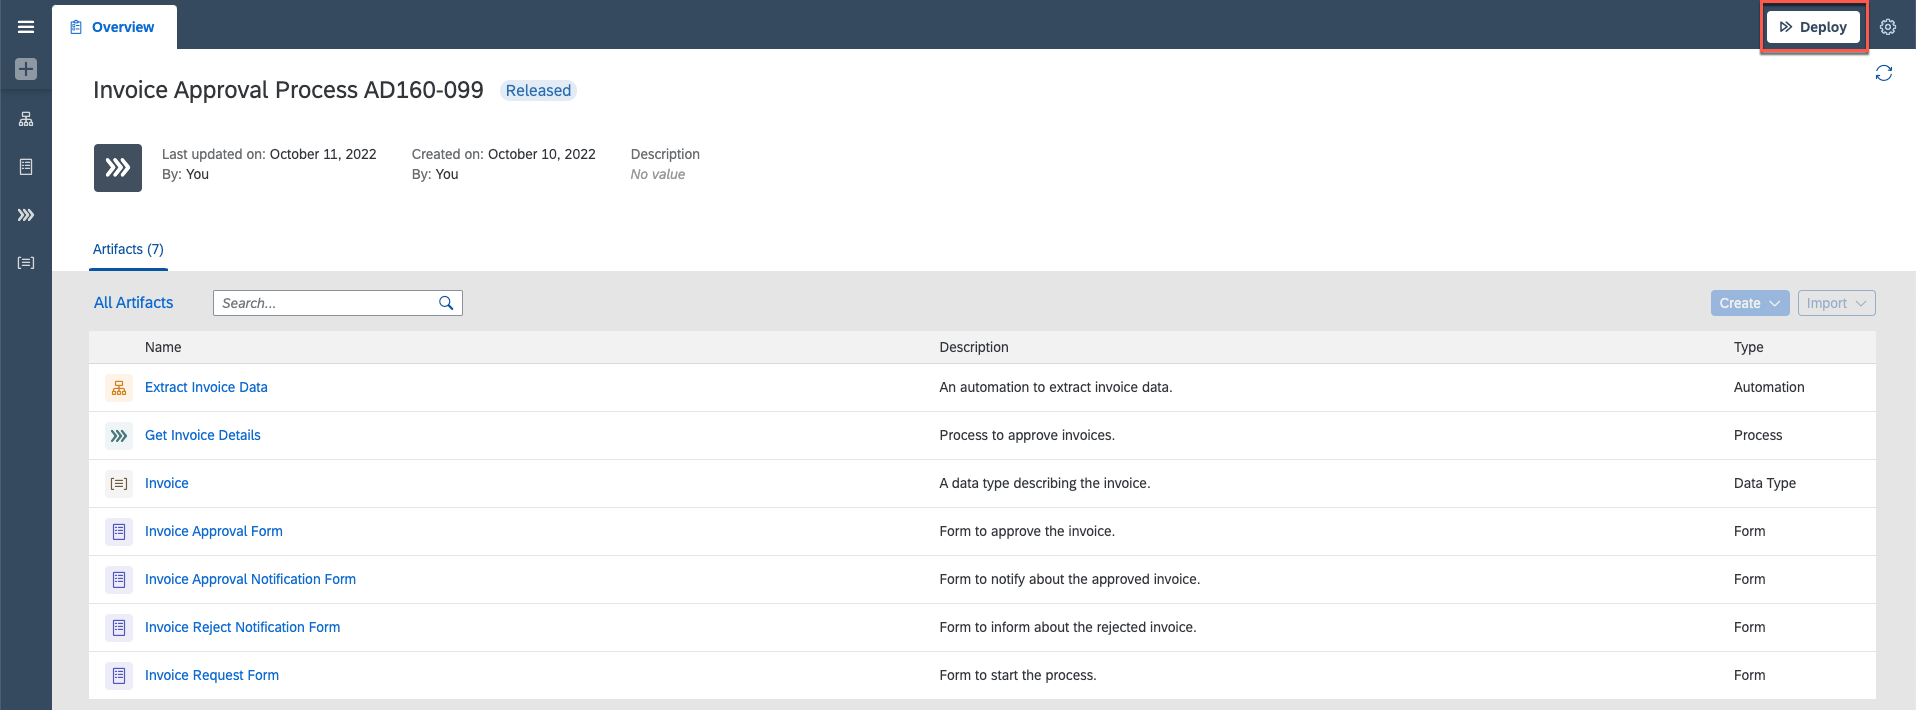 Overview
Deploy
Invoice Approval Process AD160-099 Released
Last updated on: October 11, 2022
By: You
Created on: October 10, 2022
By: You
Description
No value
Artifacts (7)
All Artifacts
Search...
Create
Import
Name Description Type
Extract Invoice Data An automation to extract invoice data. Automation
Get Invoice Details Process to approve invoices. Process
Invoice A data type describing the invoice. Data Type
Invoice Approval Form Form to approve the invoice. Form
Invoice Approval Notification Form Form to notify about the approved invoice. Form
Invoice Reject Notification Form Form to inform about the rejected invoice. Form
Invoice Request Form Form to start the process. Form